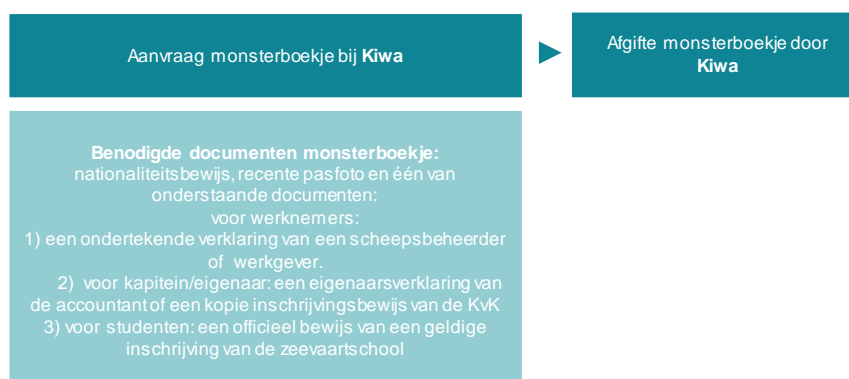 Aanvraag monsterboekje bij Kiwa
Afgifte monsterboekje door
Kiwa
Benodigde documenten monsterboekje:
nationaliteitsbewijs, recente pasfoto en één van
onderstaande documenten:
voor werknemers:
1) een ondertekende verklaring van een scheepsbeheerder
of werkgever.
2) voor kapitein/eigenaar: een eigenaarsverklaring van
de accountant of een kopie inschrijvingsbewijs van de KvK
3) voor studenten: een officieel bewijs van een geldige
inschrijving van de zeevaartschool